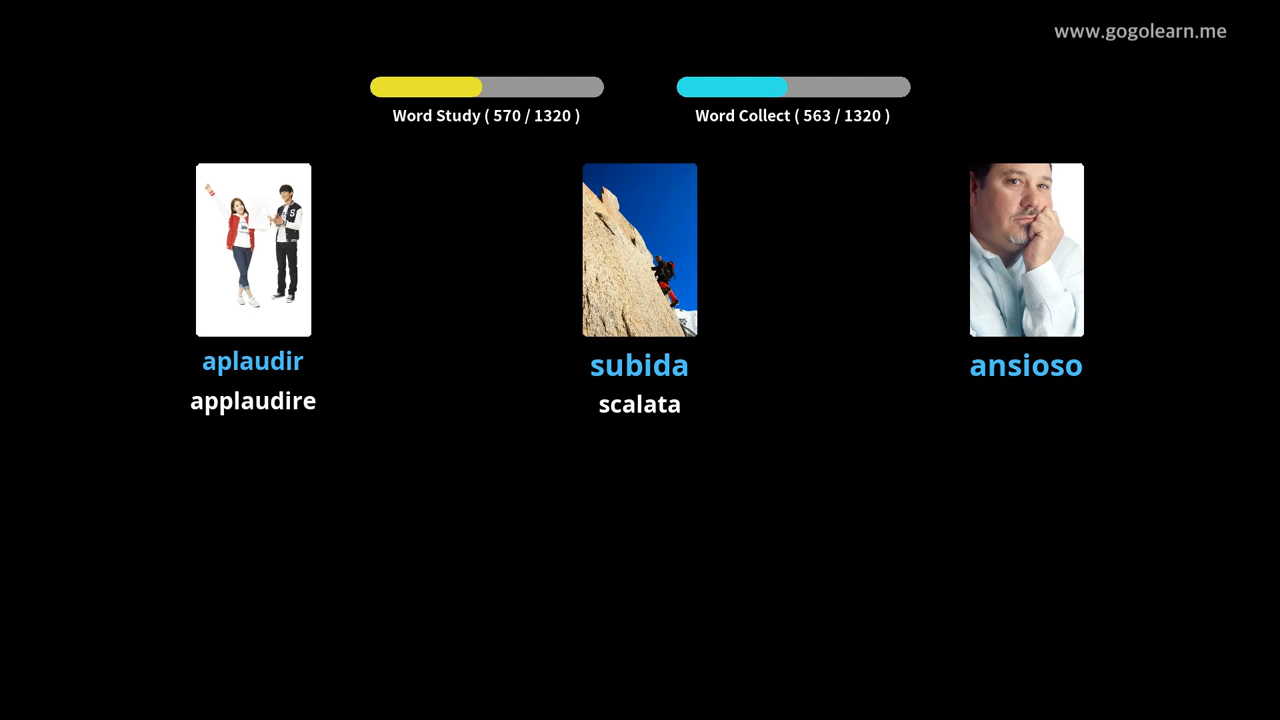 www.gogolearn.me
Word Study ( 570 / 1320 )
Word Collect ( 563 / 1320 )
aplaudir
applaudire
subida
scalata
ansioso